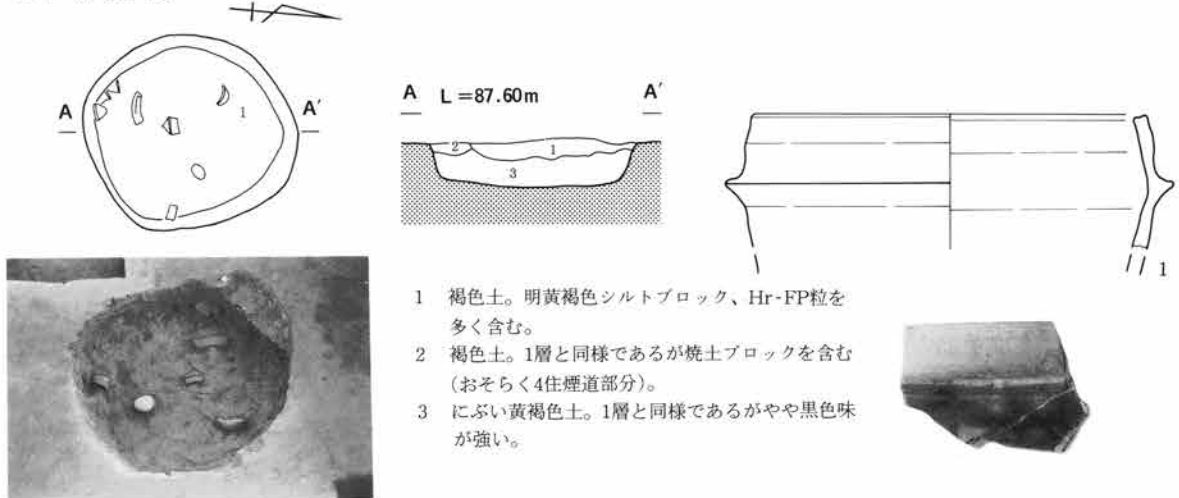 1
A
A′
A L＝87.60m A′
2
1
3
1
1 褐色土。明黄褐色シルトブロック、Hr-FP粒を
多く含む。
2 褐色土。1層と同様であるが焼土ブロックを含む
(おそらく4住煙道部分)。
3 にぶい黄褐色土。1層と同様であるがやや黒色味
が強い。